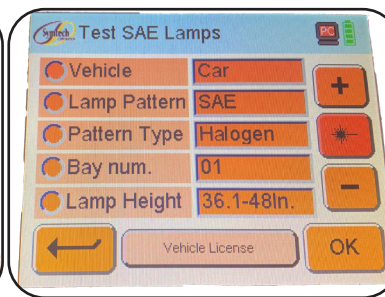 Symtech Test SAE Lamps PC
Vehicle Car
Lamp Pattern SAE
+
Pattern Type Halogen
Bay num. 01
Lamp Height 36.1-48In.
-
Vehicle License OK